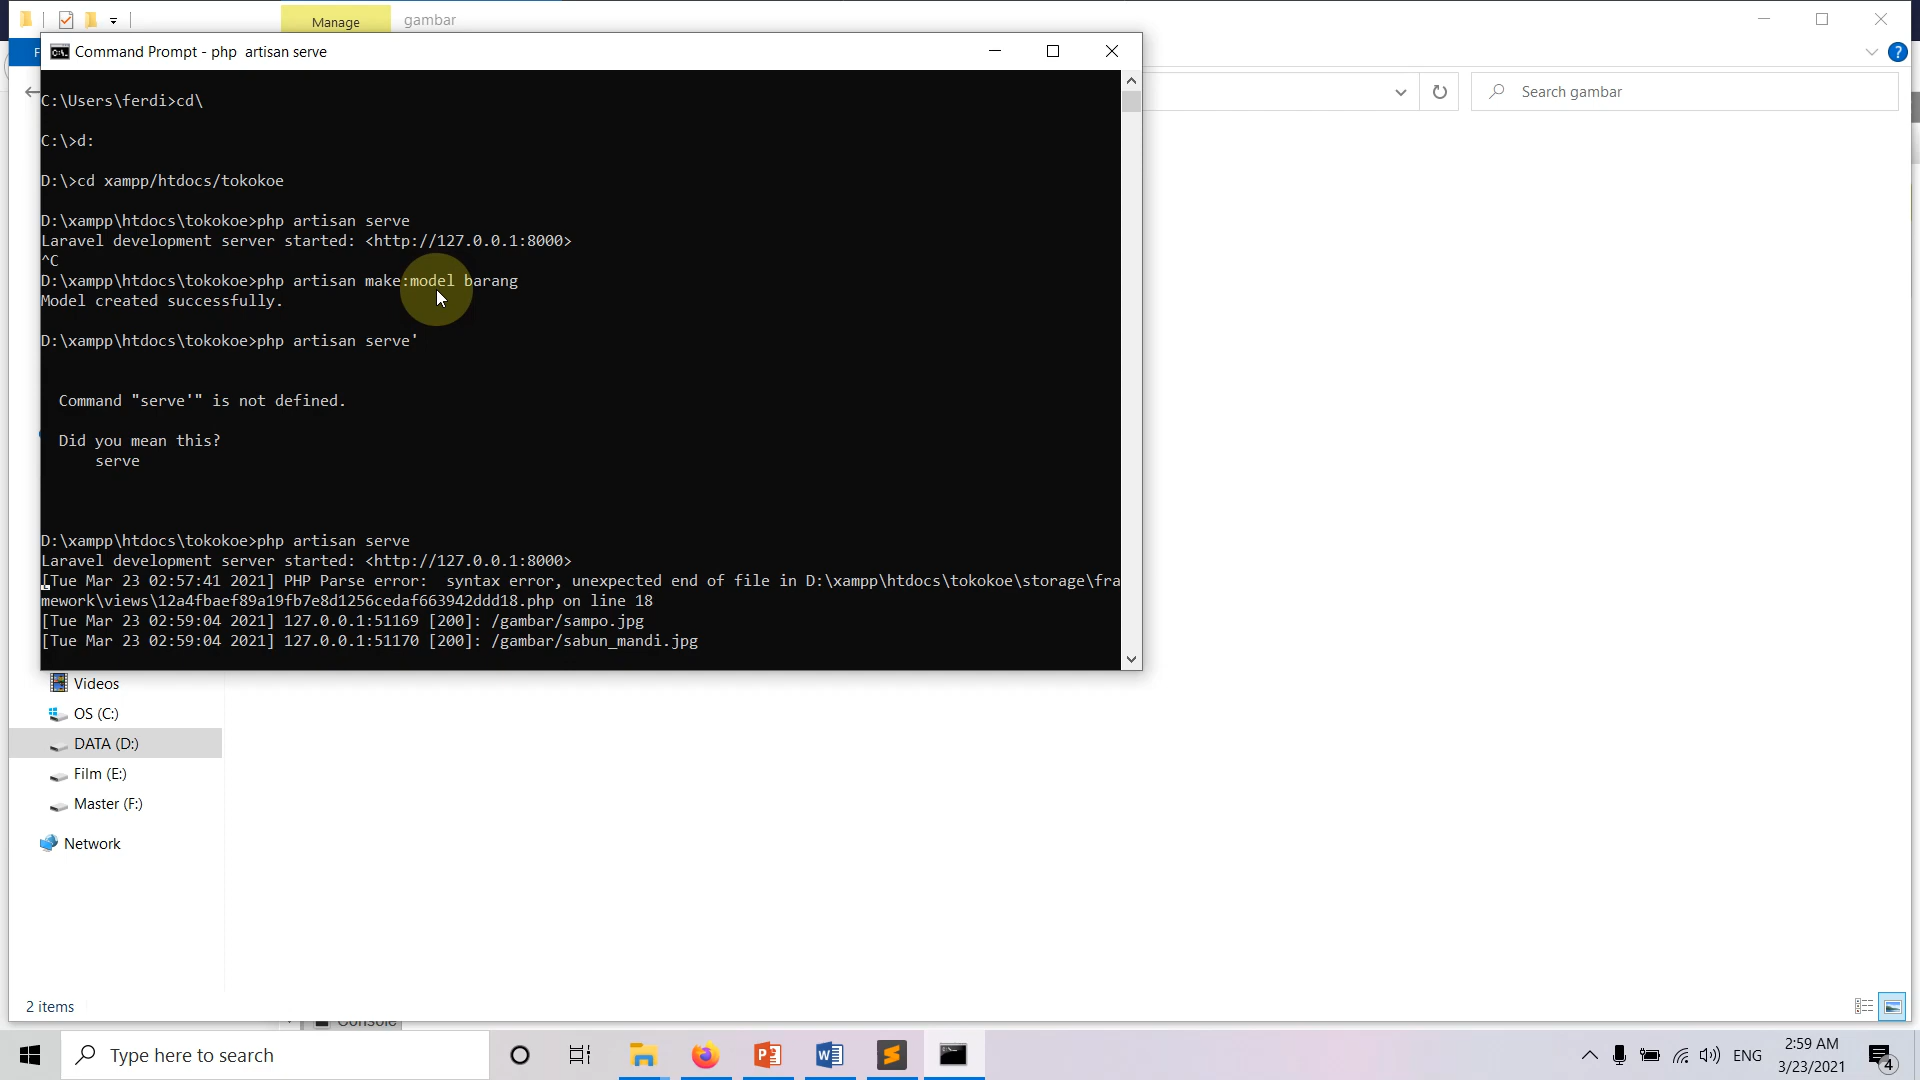 Manage
gambar
Command Prompt - php  artisan serve
C:\Users\ferdi>cd\
C:\>d:
D:\>cd xampp/htdocs/tokokoe
D:\xampp\htdocs\tokokoe>php artisan serve
Laravel development server started: <http://127.0.0.1:8000>
^C
D:\xampp\htdocs\tokokoe>php artisan make:model barang
Model created successfully.
D:\xampp\htdocs\tokokoe>php artisan serve'
Command "serve'" is not defined.
Did you mean this?
serve
D:\xampp\htdocs\tokokoe>php artisan serve
Laravel development server started: <http://127.0.0.1:8000>
[Tue Mar 23 02:57:41 2021] PHP Parse error:  syntax error, unexpected end of file in D:\xampp\htdocs\tokokoe\storage\fra
mework\views\12a4fbaef89a19fb7e8d1256cedaf663942ddd18.php on line 18
[Tue Mar 23 02:59:04 2021] 127.0.0.1:51169 [200]: /gambar/sampo.jpg
[Tue Mar 23 02:59:04 2021] 127.0.0.1:51170 [200]: /gambar/sabun_mandi.jpg
Search gambar
Videos
OS (C:)
DATA (D:)
Film (E:)
Master (F:)
Network
2 items
Console
Type here to search
ENG
2:59 AM
3/23/2021
4